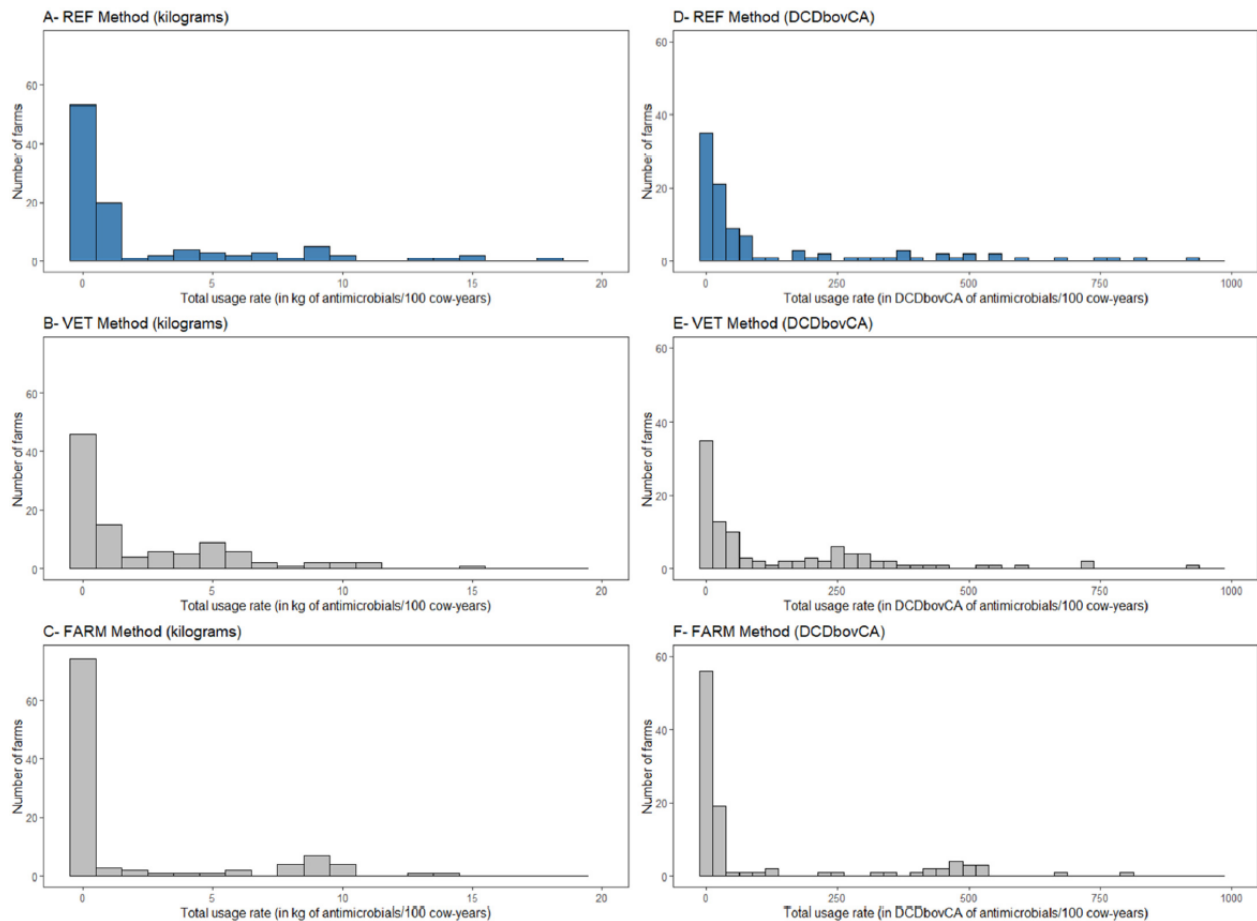 A- REF Method (kilograms)
Number of farms
60
40
20
0
0 5 10 15 20
Total usage rate (in kg of antimicrobials/100 cow-years)
B- VET Method (kilograms)
Number of farms
60
40
20
0
0 5 10 15 20
Total usage rate (in kg of antimicrobials/100 cow-years)
C- FARM Method (kilograms)
Number of farms
60
40
20
0
0 5 10 15 20
Total usage rate (in kg of antimicrobials/100 cow-years)
D- REF Method (DCDbovCA)
Number of farms
60
40
20
0
0 250 500 750 1000
Total usage rate (in DCDbovCA of antimicrobials/100 cow-years)
E- VET Method (DCDbovCA)
Number of farms
60
40
20
0
0 250 500 750 1000
Total usage rate (in DCDbovCA of antimicrobials/100 cow-years)
F- FARM Method (DCDbovCA)
Number of farms
60
40
20
0
0 250 500 750 1000
Total usage rate (in DCDbovCA of antimicrobials/100 cow-years)